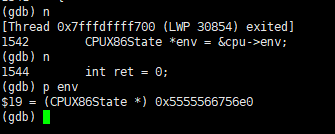 (gdb) n
[Thread 0x7fffdffff700 (LWP 30854) exited]
1542        CPUX86State *env = &cpu->env;
(gdb) n
1544        int ret = 0;
(gdb) p env
$19 = (CPUX86State *) 0x5555566756e0
(gdb)